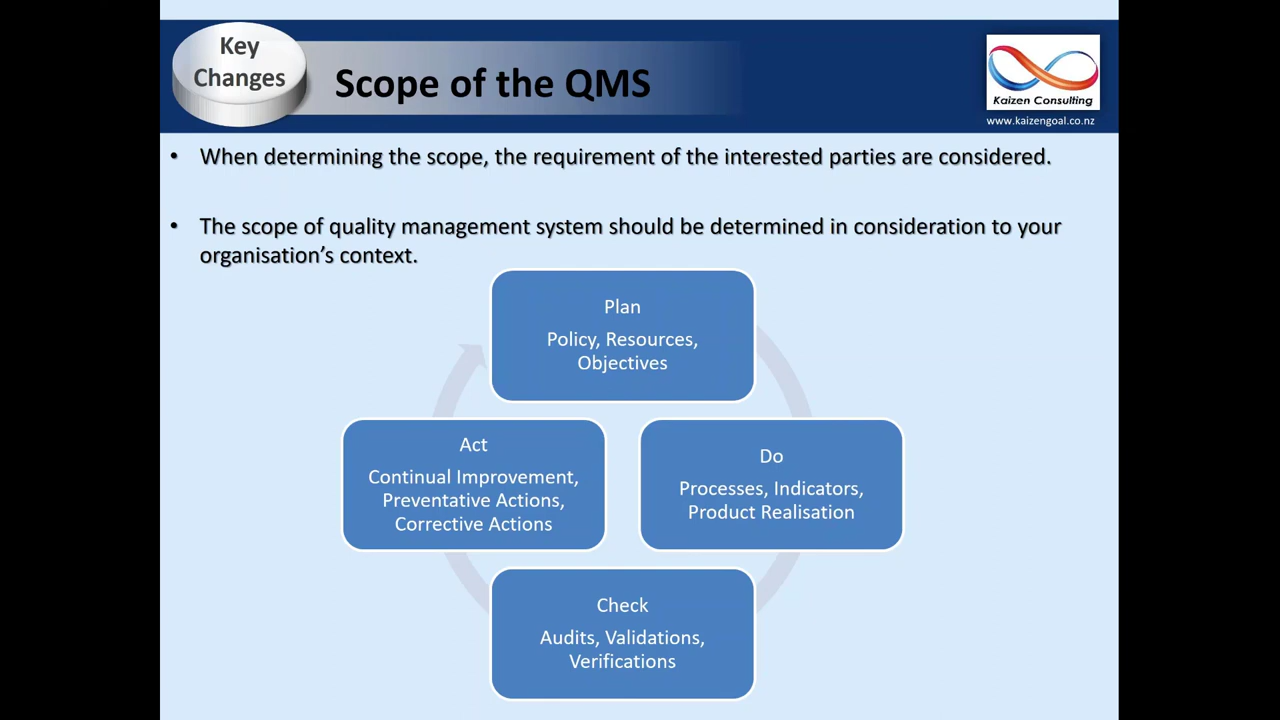 Key
Changes
Scope of the QMS
Kaizen Consulting
www.kaizengoal.co.nz
• When determining the scope, the requirement of the interested parties are considered.
• The scope of quality management system should be determined in consideration to your
organisation’s context.
Plan
Policy, Resources,
Objectives
Act
Continual Improvement,
Preventative Actions,
Corrective Actions
Do
Processes, Indicators,
Product Realisation
Check
Audits, Validations,
Verifications